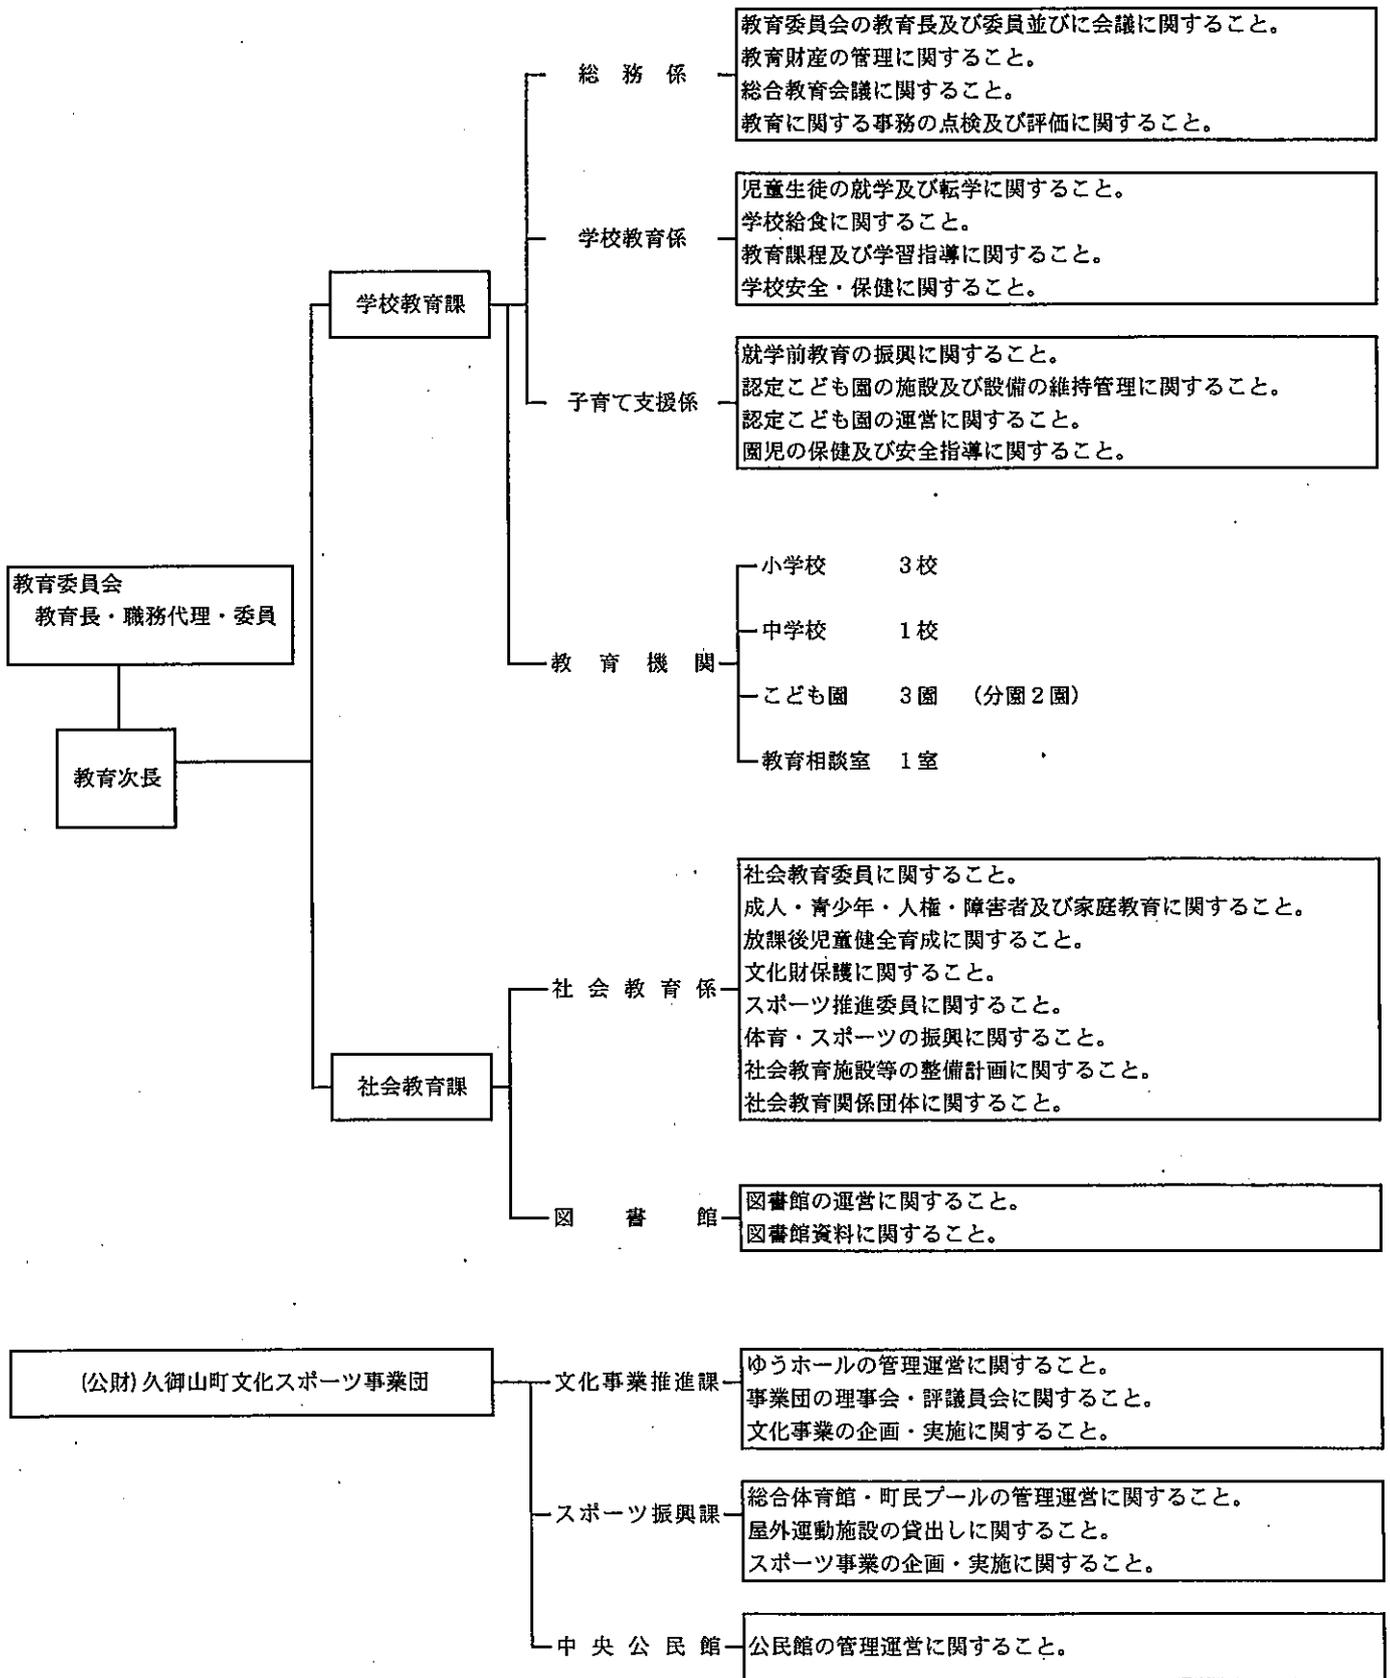 総務係
教育委員会の教育長及び委員並びに会議に関すること。
教育財産の管理に関すること。
総合教育会議に関すること。
教育に関する事務の点検及び評価に関すること。
学校教育係
児童生徒の就学及び転学に関すること。
学校給食に関すること。
教育課程及び学習指導に関すること。
学校安全・保健に関すること。
学校教育課
子育て支援係
就学前教育の振興に関すること。
認定こども園の施設及び設備の維持管理に関すること。
認定こども園の運営に関すること。
園児の保健及び安全指導に関すること。
教育委員会
教育長・職務代理・委員
教育次長
教育機関
小学校 3校
中学校 1校
こども園 3園 (分園2園)
教育相談室 1室
社会教育課
社会教育係
社会教育委員に関すること。
成人・青少年・人権・障害者及び家庭教育に関すること。
放課後児童健全育成に関すること。
文化財保護に関すること。
スポーツ推進委員に関すること。
体育・スポーツの振興に関すること。
社会教育施設等の整備計画に関すること。
社会教育関係団体に関すること。
図書館
図書館の運営に関すること。
図書館資料に関すること。
(公財)久御山町文化スポーツ事業団
文化事業推進課
ゆうホールの管理運営に関すること。
事業団の理事会・評議員会に関すること。
文化事業の企画・実施に関すること。
スポーツ振興課
総合体育館・町民プールの管理運営に関すること。
屋外運動施設の貸出しに関すること。
スポーツ事業の企画・実施に関すること。
中央公民館
公民館の管理運営に関すること。